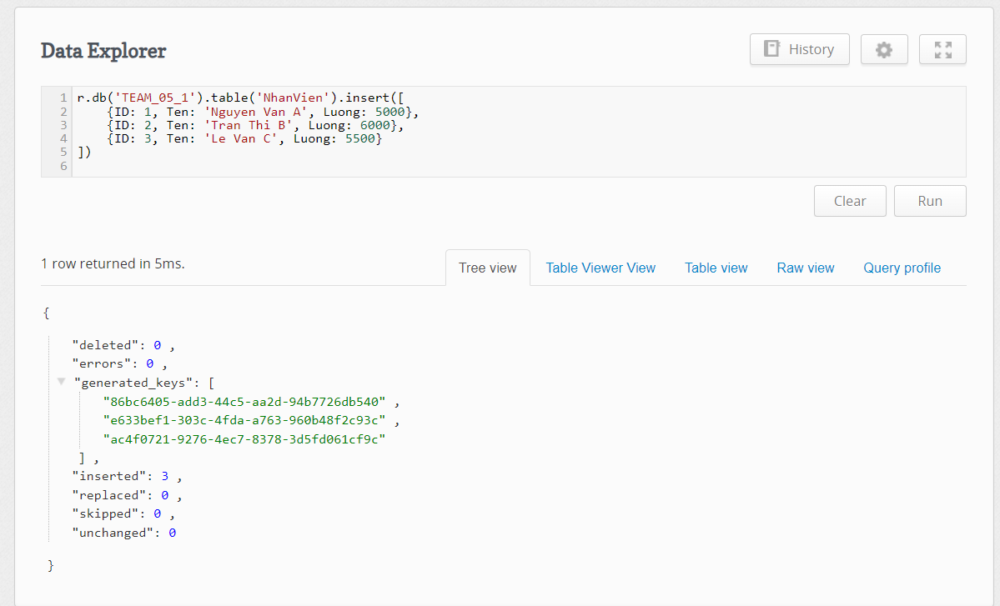 Data Explorer
History
1 r.db('TEAM_05_1').table('NhanVien').insert([
2 {ID: 1, Ten: 'Nguyen Van A', Luong: 5000},
3 {ID: 2, Ten: 'Tran Thi B', Luong: 6000},
4 {ID: 3, Ten: 'Le Van C', Luong: 5500}
5 ])
6
Clear Run
1 row returned in 5ms.
Tree view Table Viewer View Table view Raw view Query profile
{
"deleted": 0 ,
"errors": 0 ,
"generated_keys": [
"86bc6405-add3-44c5-aa2d-94b7726db540" ,
"e633bef1-303c-4fda-a763-960b48f2c93c" ,
"ac4f0721-9276-4ec7-8378-3d5fd061cf9c"
] ,
"inserted": 3 ,
"replaced": 0 ,
"skipped": 0 ,
"unchanged": 0
}